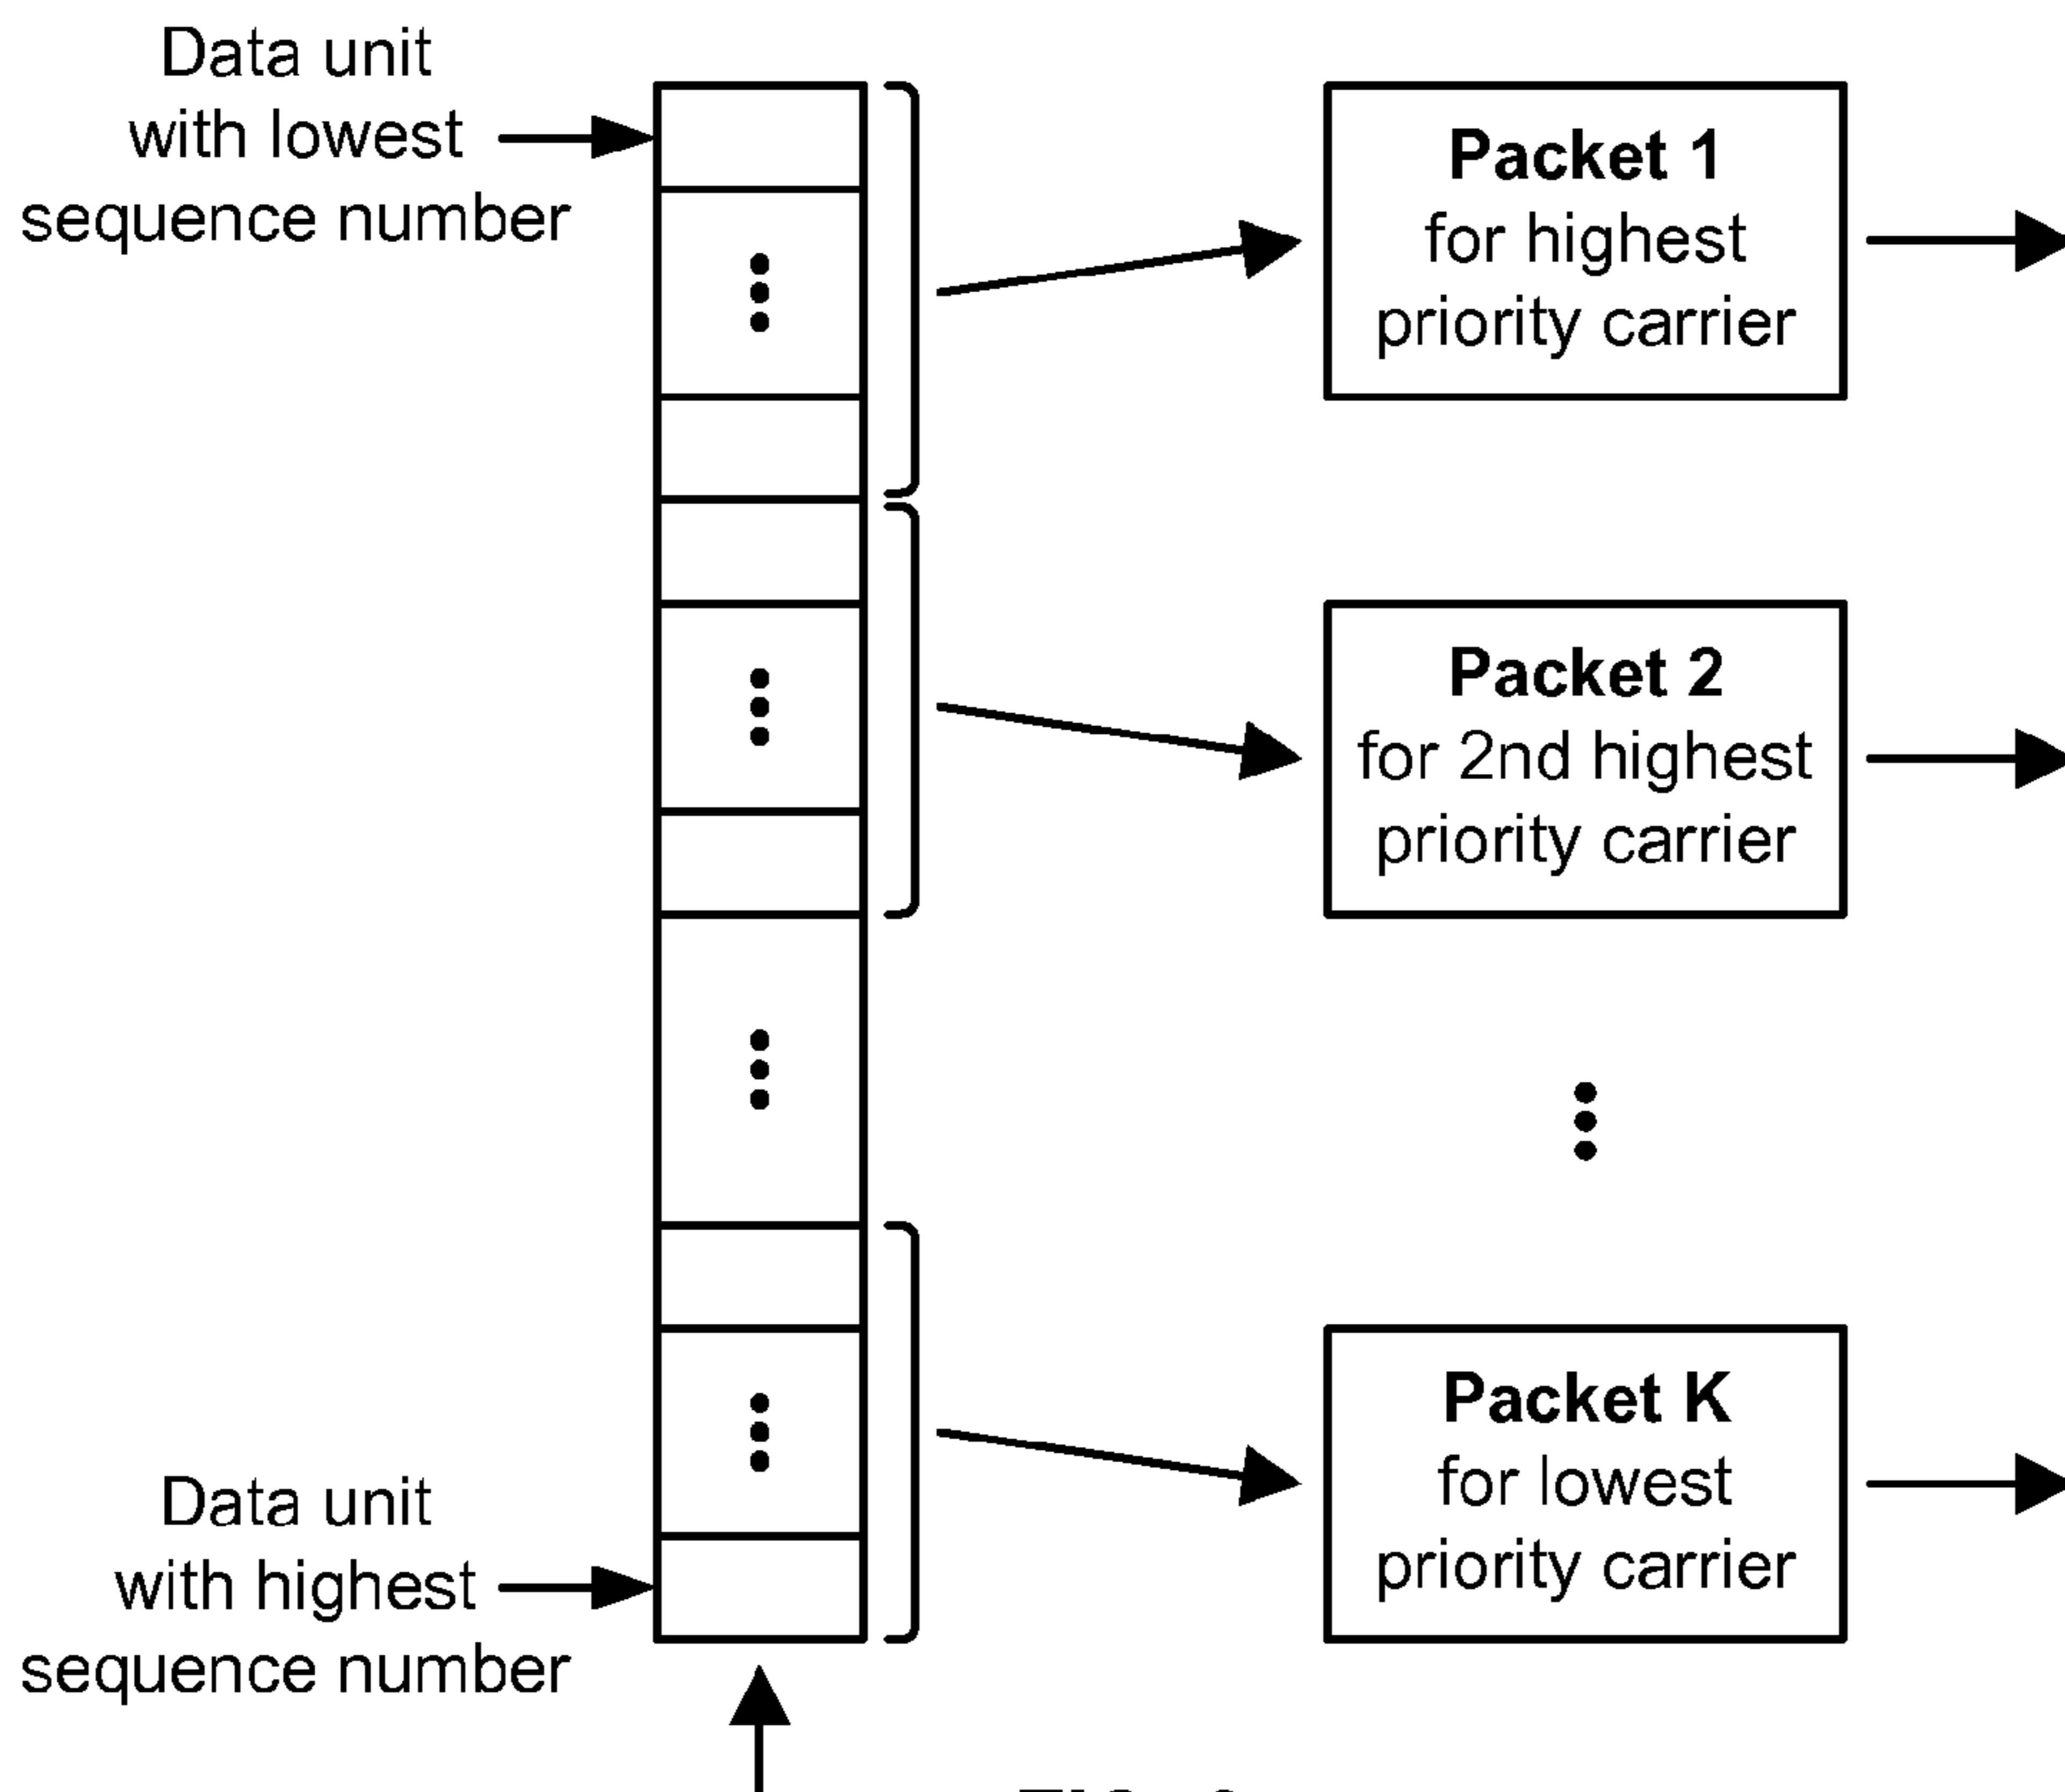 Data unit
with lowest
sequence number
Packet 1
for highest
priority carrier
Packet 2
for 2nd highest
priority carrier
Packet K
for lowest
priority carrier
Data unit
with highest
sequence number